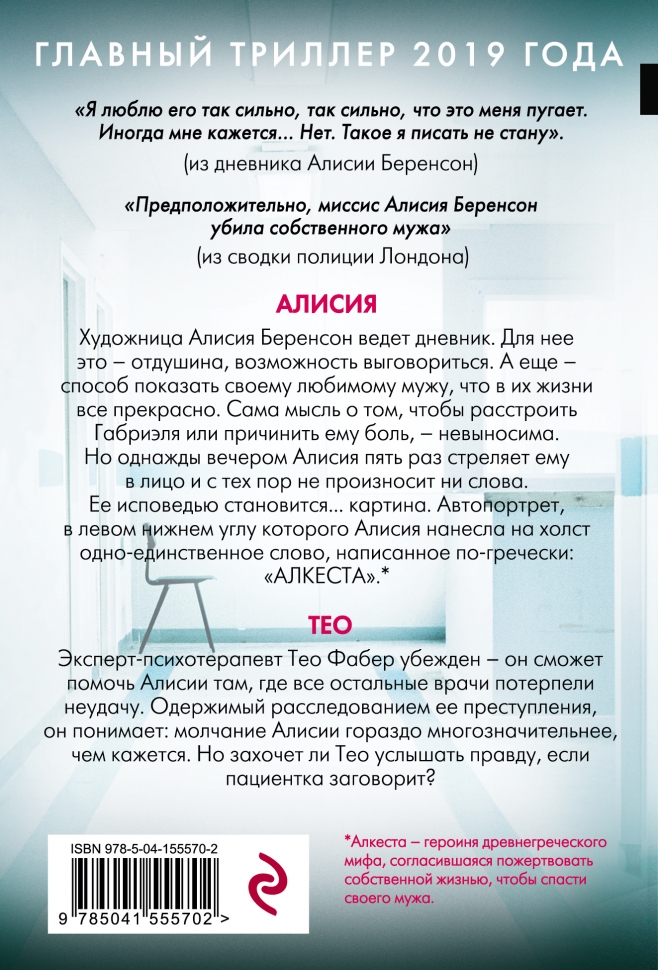 ГЛАВНЫЙ ТРИЛЛЕР 2019 ГОДА
«Я люблю его так сильно, так сильно, что это меня пугает.
Иногда мне кажется... Нет. Такое я писать не стану».
(из дневника Алисии Беренсон)
«Предположительно, миссис Алисия Беренсон
убила собственного мужа»
(из сводки полиции Лондона)
АЛИСИЯ
Художница Алисия Беренсон ведет дневник. Для нее
это – отдушина, возможность выговориться. А еще –
способ показать своему любимому мужу, что в их жизни
все прекрасно. Сама мысль о том, чтобы расстроить
Габриэля или причинить ему боль, – невыносима.
Но однажды вечером Алисия пять раз стреляет ему
в лицо и с тех пор не произносит ни слова.
Ее исповедью становится... картина. Автопортрет,
в левом нижнем углу которого Алисия нанесла на холст
одно-единственное слово, написанное по-гречески:
«АЛКЕСТА».*
ТЕО
Эксперт-психотерапевт Тео Фабер убежден – он сможет
помочь Алисии там, где все остальные врачи потерпели
неудачу. Одержимый расследованием ее преступления,
он понимает: молчание Алисии гораздо многозначительнее,
чем кажется. Но захочет ли Тео услышать правду, если
пациентка заговорит?
ISBN 978-5-04-155570-2
9 785041 555702 >
*Алкеста – героиня древнегреческого
мифа, согласившаяся пожертвовать
собственной жизнью, чтобы спасти
своего мужа.